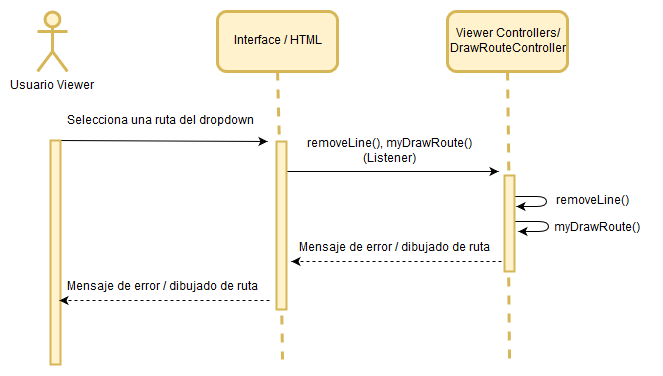 Interface / HTML
Viewer Controllers/
DrawRouteController
Usuario Viewer
Selecciona una ruta del dropdown
removeLine(), myDrawRoute()
(Listener)
removeLine()
myDrawRoute()
Mensaje de error / dibujado de ruta
Mensaje de error / dibujado de ruta